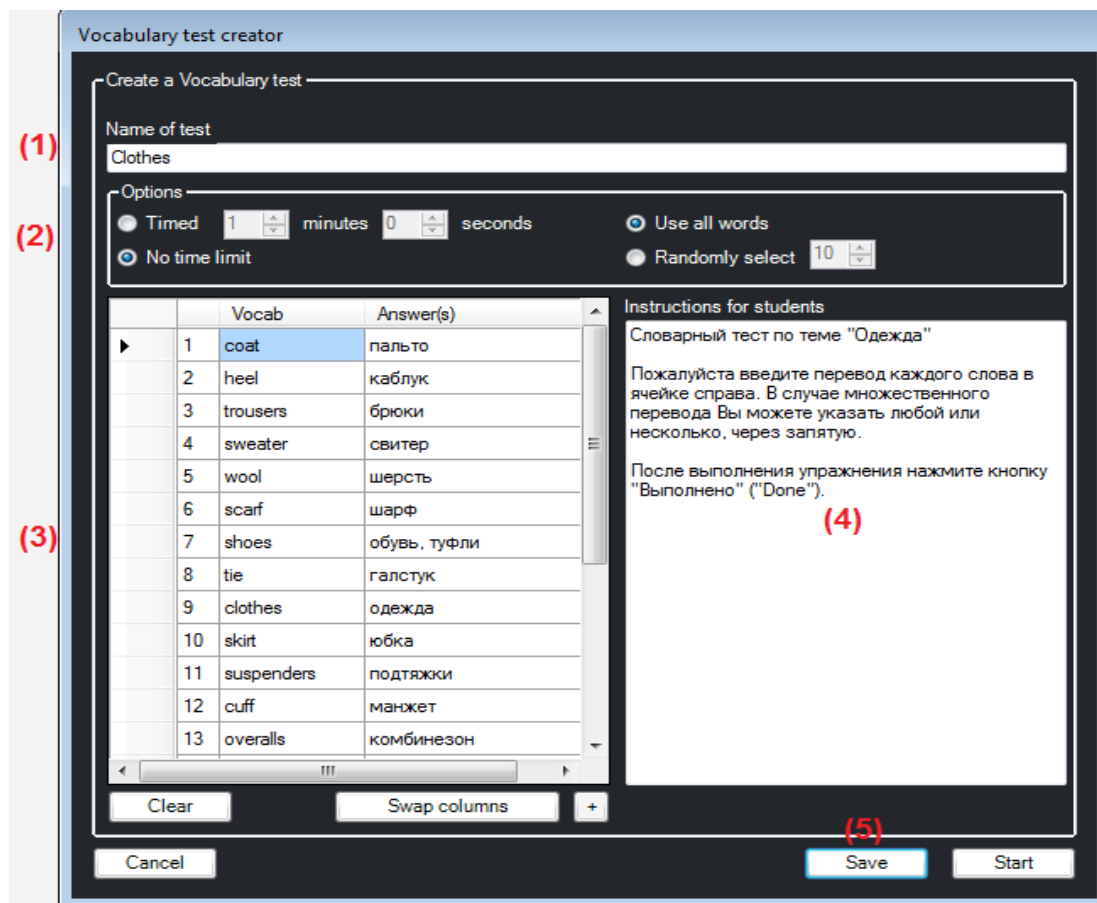 Vocabulary test creator
Create a Vocabulary test
Name of test
(1)
Clothes
Options
(2)
Timed 1 minutes 0 seconds Use all words
No time limit Randomly select 10
Vocab Answer(s)
1 coat пальто
2 heel каблук
3 trousers брюки
4 sweater свитер
5 wool шерсть
6 scarf шарф
(3)
7 shoes обувь, туфли
8 tie галстук
9 clothes одежда
10 skirt юбка
11 suspenders подтяжки
12 cuff манжет
13 overalls комбинезон
Clear Swap columns +
Instructions for students
Словарный тест по теме "Одежда"
Пожалуйста введите перевод каждого слова в
ячейке справа. В случае множественного
перевода Вы можете указать любой или
несколько, через запятую.
После выполнения упражнения нажмите кнопку
"Выполнено" ("Done").
(4)
(5)
Cancel Save Start